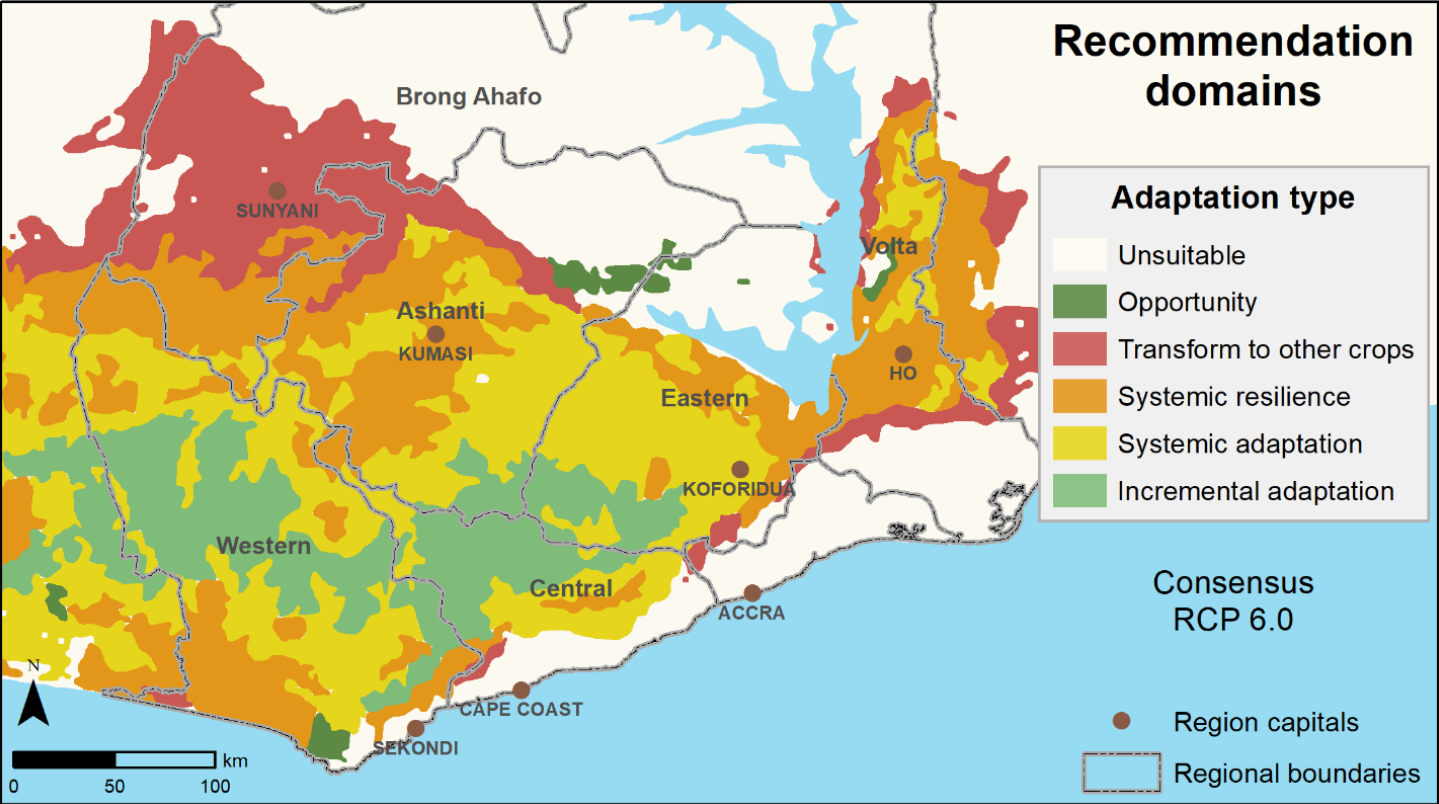 Recommendation
domains
Brong Ahafo
SUNYANI
Volta
Ashanti
KUMASI
HO
Eastern
KOFORIDUA
Western
Central
ACCRA
CAPE COAST
SEKONDI
Adaptation type
Unsuitable
Opportunity
Transform to other crops
Systemic resilience
Systemic adaptation
Incremental adaptation
Consensus
RCP 6.0
Region capitals
Regional boundaries
N
km
0 50 100